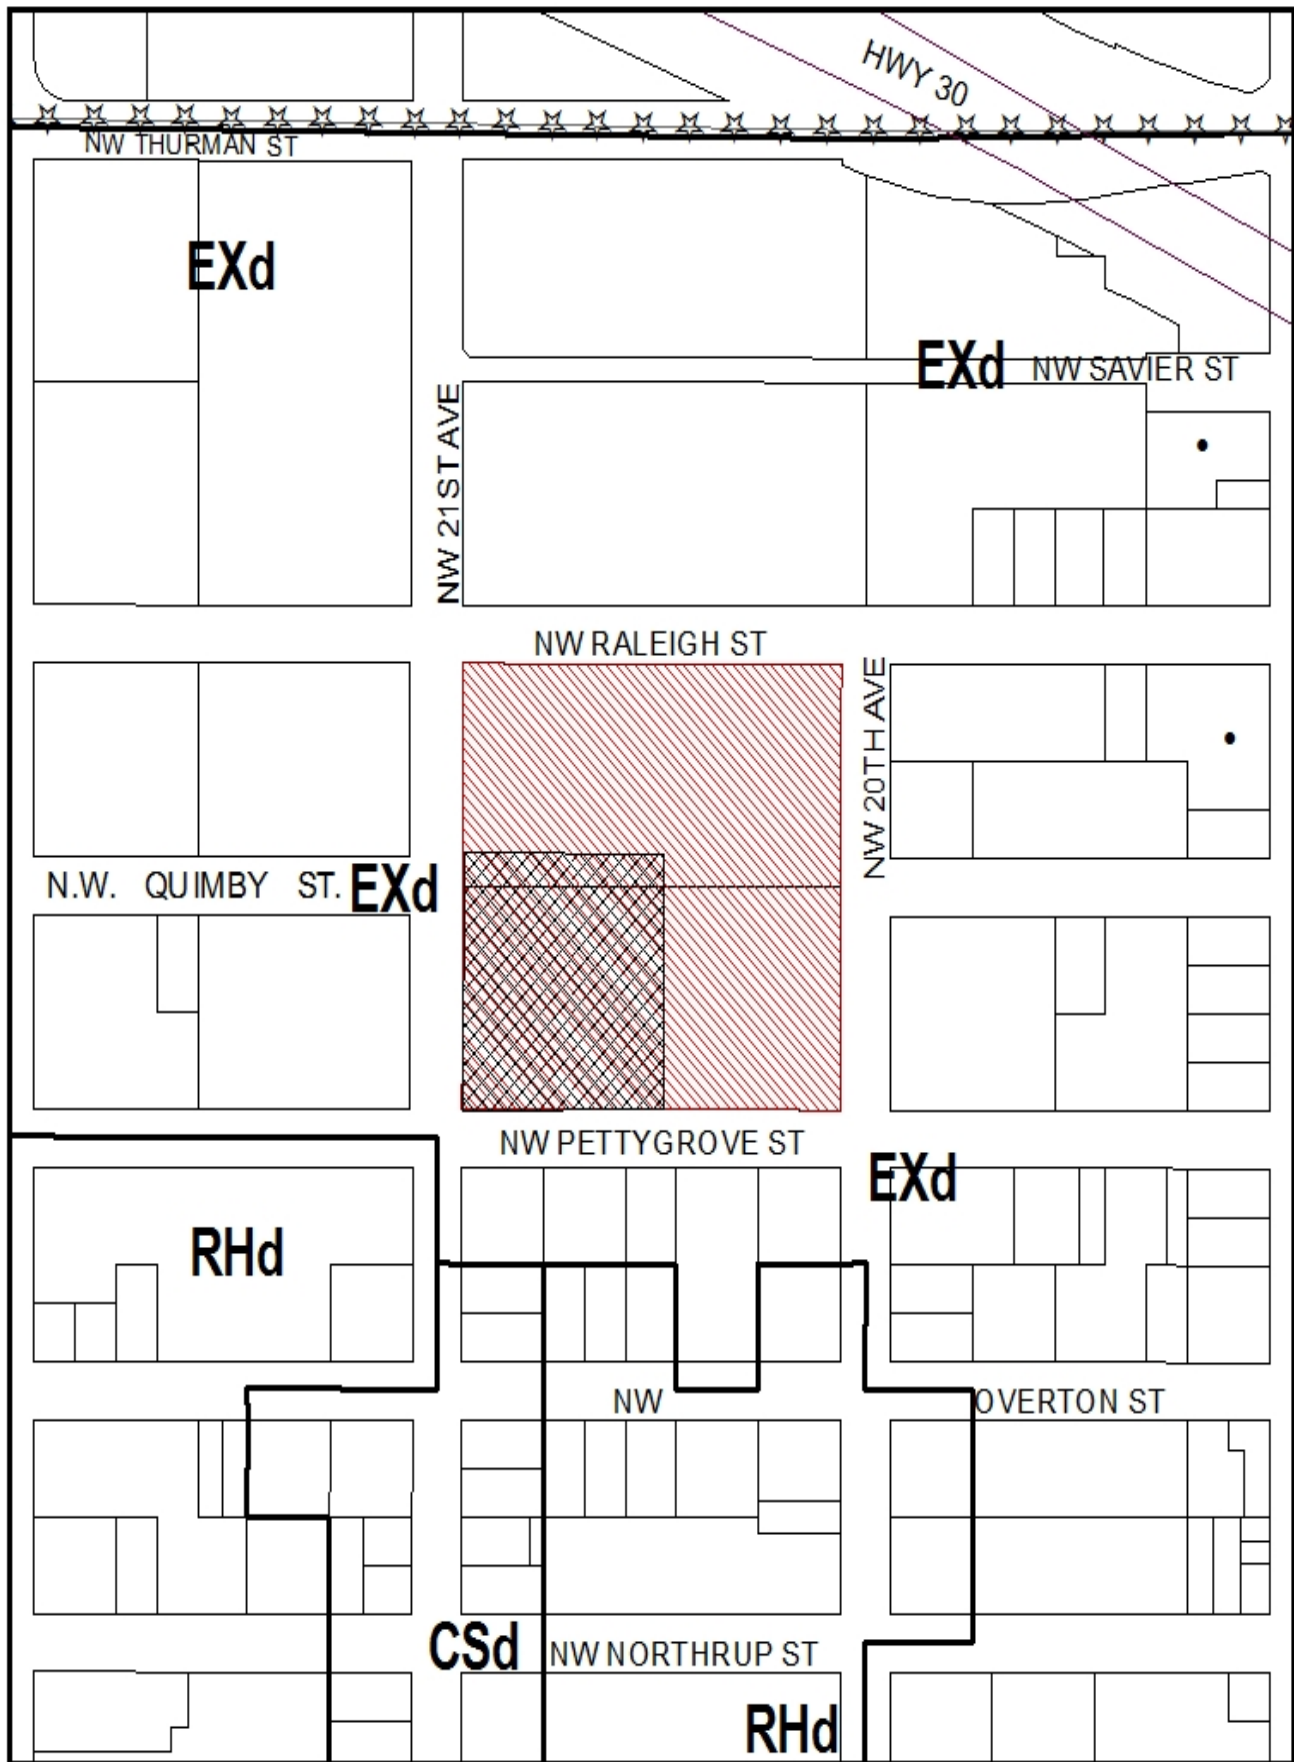 HWY 30
NW THURMAN ST
EXd
EXd
NW SAVIER ST
NW 21ST AVE
NW RALEIGH ST
NW 20TH AVE
N.W. QUIMBY ST.
EXd
NW PETTYGROVE ST
EXd
RHd
NW OVERTON ST
CSd
NW NORTHRUP ST
RHd